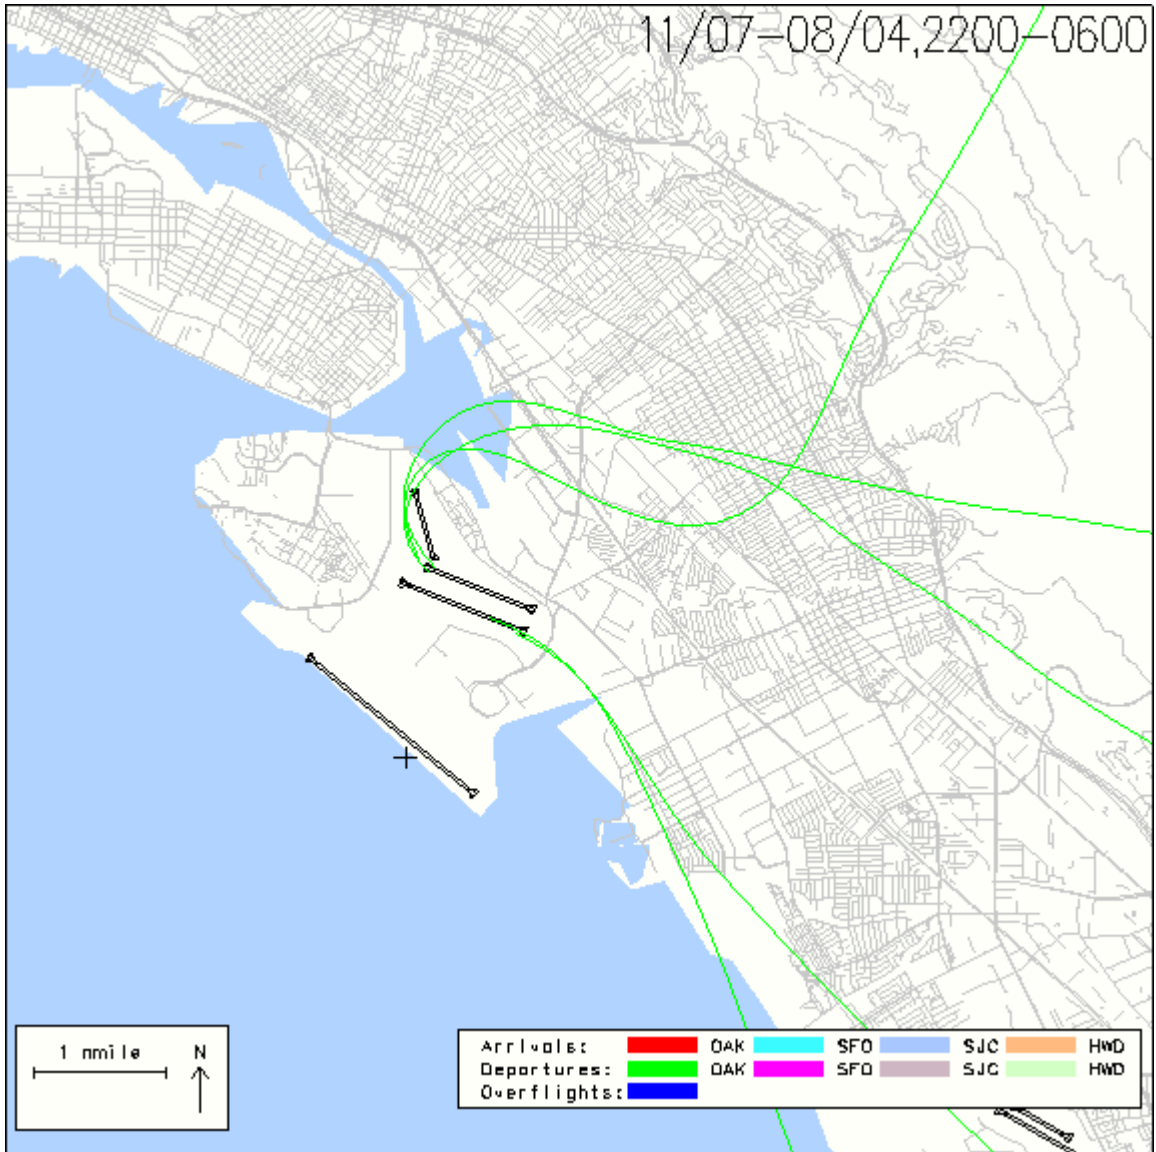 11/07-08/04,2200-0600
1 nmile N
Arrivals: OAK SFO SJC HWD
Departures: OAK SFO SJC HWD
Overflights: